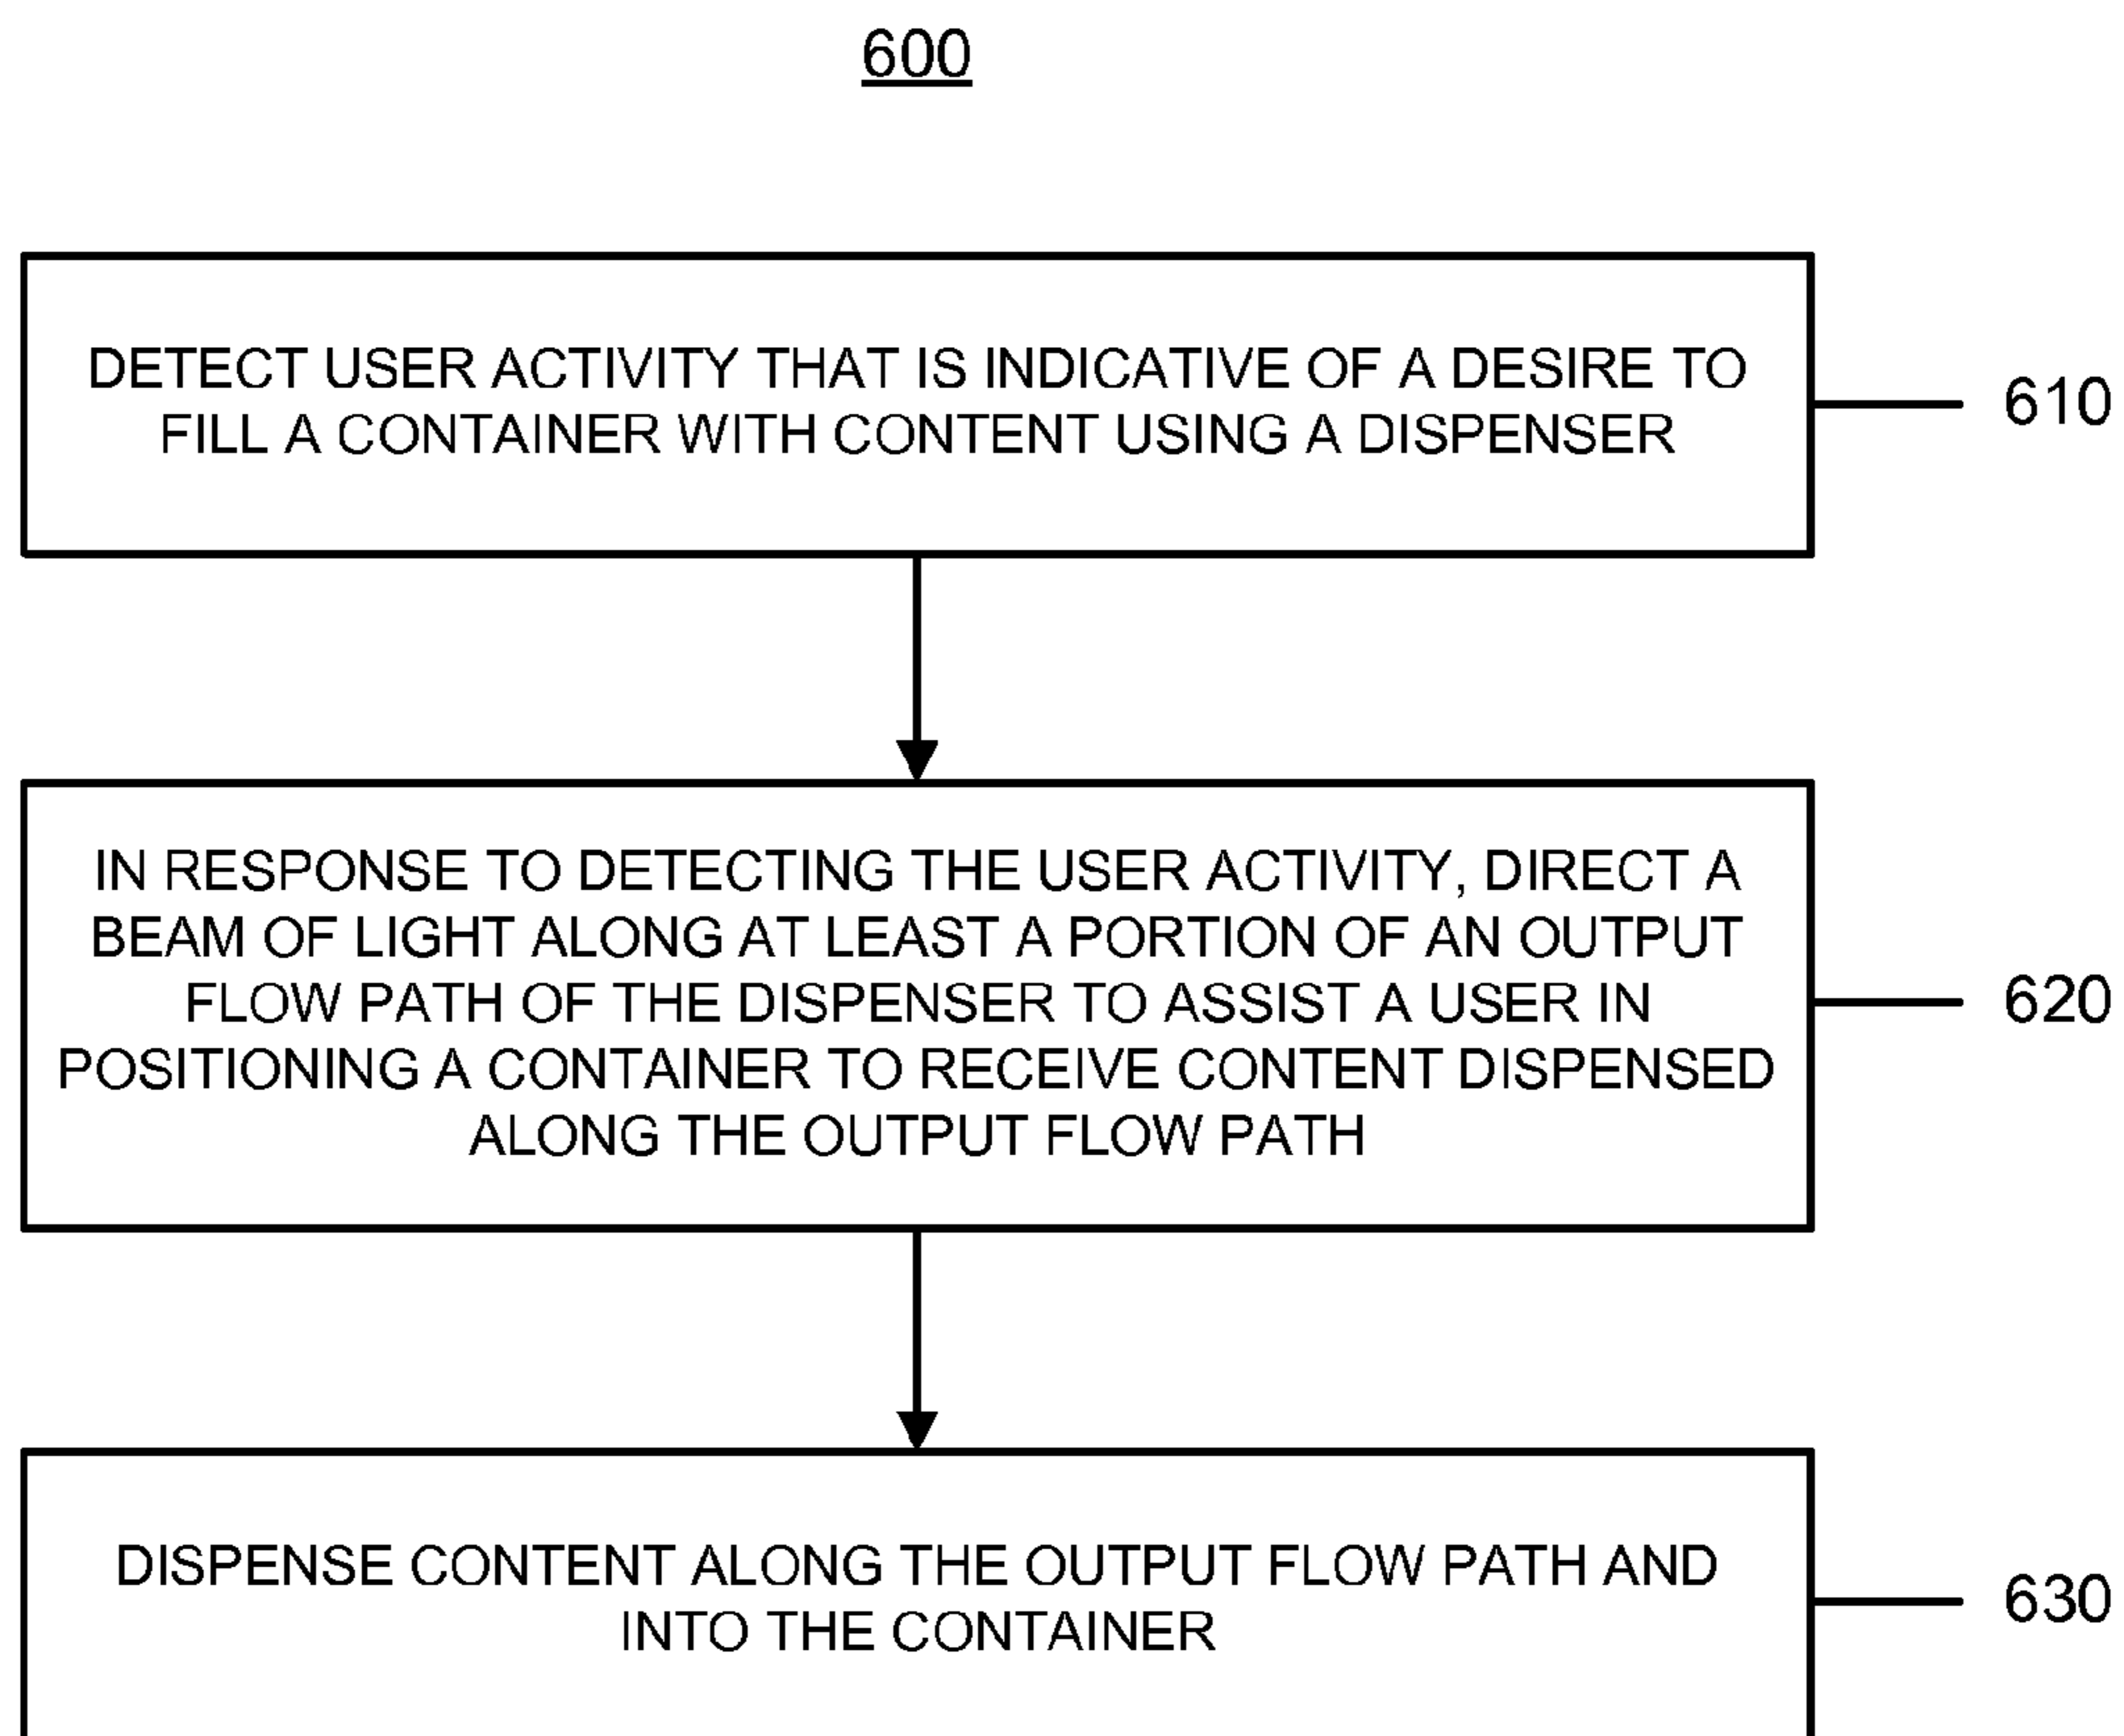 600
DETECT USER ACTIVITY THAT IS INDICATIVE OF A DESIRE TO
FILL A CONTAINER WITH CONTENT USING A DISPENSER
610
IN RESPONSE TO DETECTING THE USER ACTIVITY, DIRECT A
BEAM OF LIGHT ALONG AT LEAST A PORTION OF AN OUTPUT
FLOW PATH OF THE DISPENSER TO ASSIST A USER IN
POSITIONING A CONTAINER TO RECEIVE CONTENT DISPENSED
ALONG THE OUTPUT FLOW PATH
620
DISPENSE CONTENT ALONG THE OUTPUT FLOW PATH AND
INTO THE CONTAINER
630